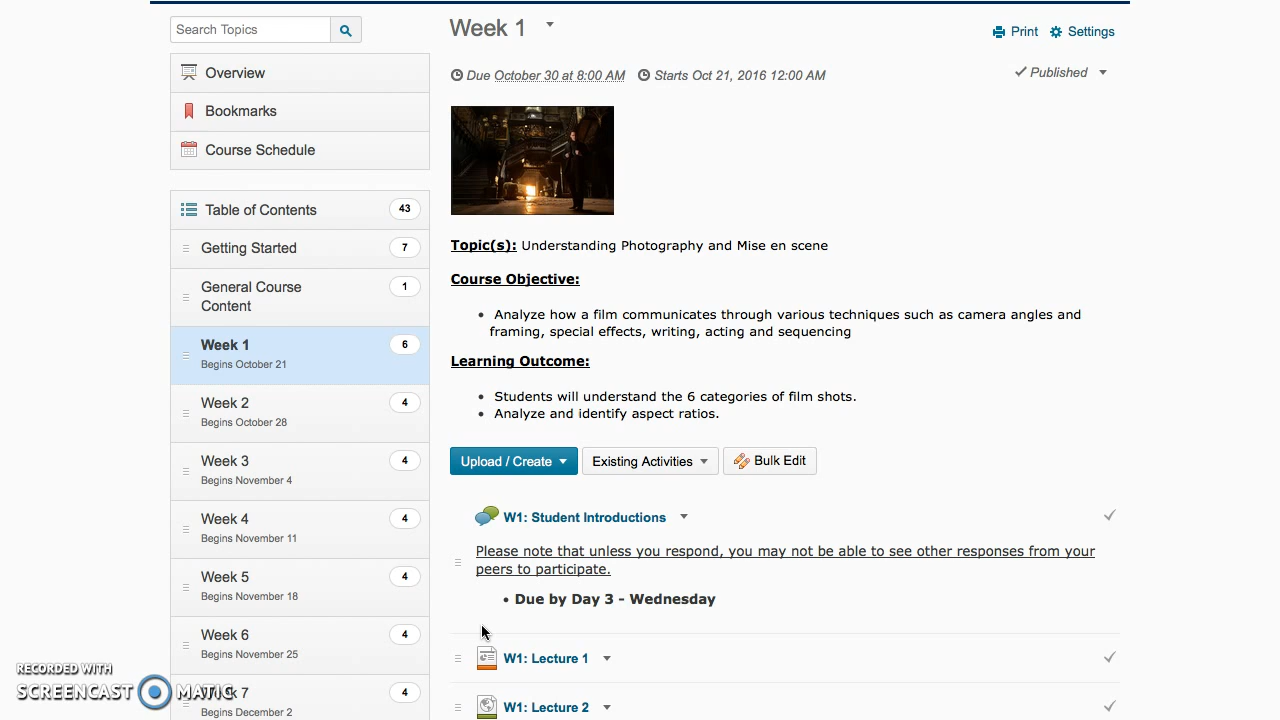 Search Topics
Overview
Bookmarks
Course Schedule
Table of Contents 43
Getting Started 7
General Course 1
Content
Week 1 6
Begins October 21
Week 2 4
Begins October 28
Week 3 4
Begins November 4
Week 4 4
Begins November 11
Week 5 4
Begins November 18
Week 6 4
Begins November 25
Week 7 4
Begins December 2
Week 1
Print Settings
Due October 30 at 8:00 AM Starts Oct 21, 2016 12:00 AM
Published
Topic(s): Understanding Photography and Mise en scene
Course Objective:
• Analyze how a film communicates through various techniques such as camera angles and
framing, special effects, writing, acting and sequencing
Learning Outcome:
• Students will understand the 6 categories of film shots.
• Analyze and identify aspect ratios.
Upload / Create Existing Activities Bulk Edit
W1: Student Introductions
Please note that unless you respond, you may not be able to see other responses from your
peers to participate.
• Due by Day 3 - Wednesday
W1: Lecture 1
W1: Lecture 2
RECORDED WITH
SCREENCAST MATIC